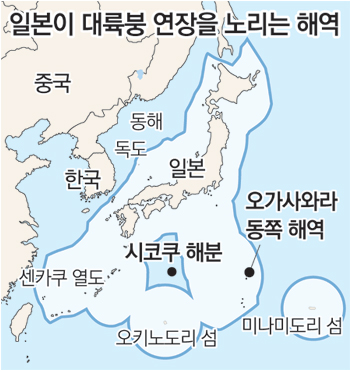 일본이 대륙붕 연장을 노리는 해역
중국
동해
독도
한국
일본
오가사와라
동쪽 해역
시코쿠 해분
센카쿠 열도
오키노도리 섬
미나미도리 섬